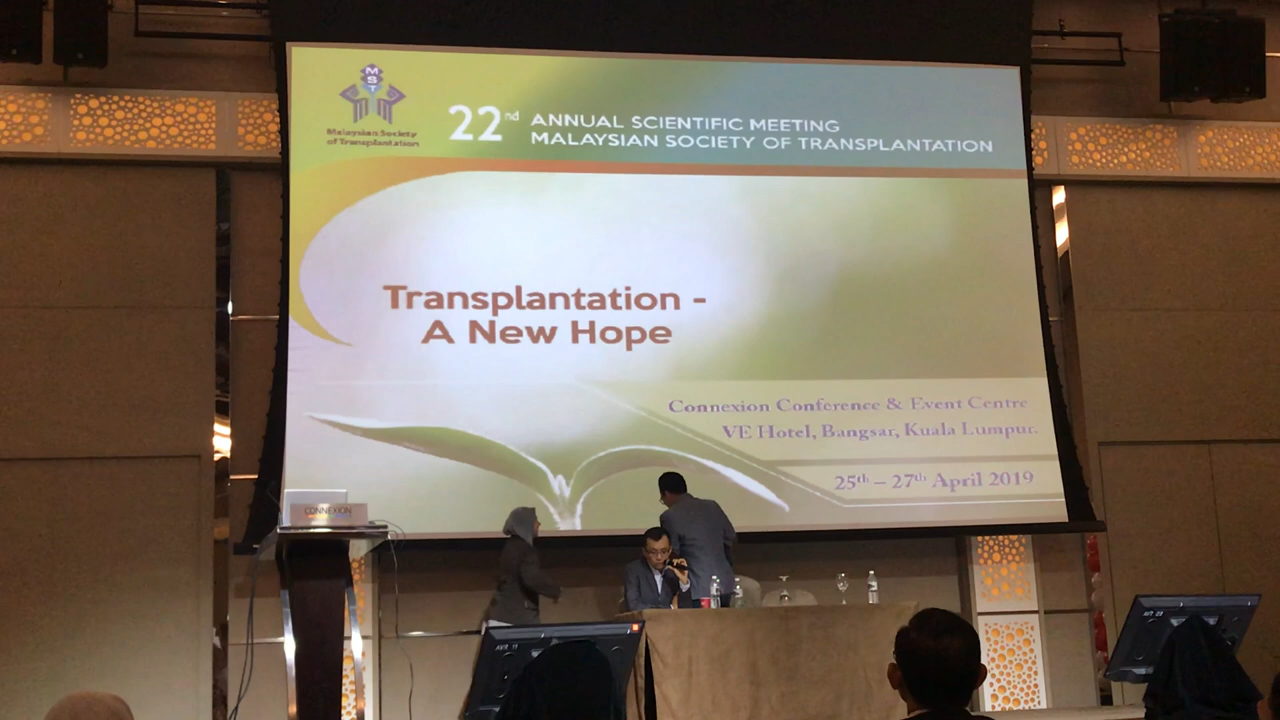 MST
Malaysian Society
of Transplantation
22nd ANNUAL SCIENTIFIC MEETING
MALAYSIAN SOCIETY OF TRANSPLANTATION
Transplantation -
A New Hope
Connexion Conference & Event Centre
VE Hotel, Bangsar, Kuala Lumpur.
25th – 27th April 2019
CONNEXION